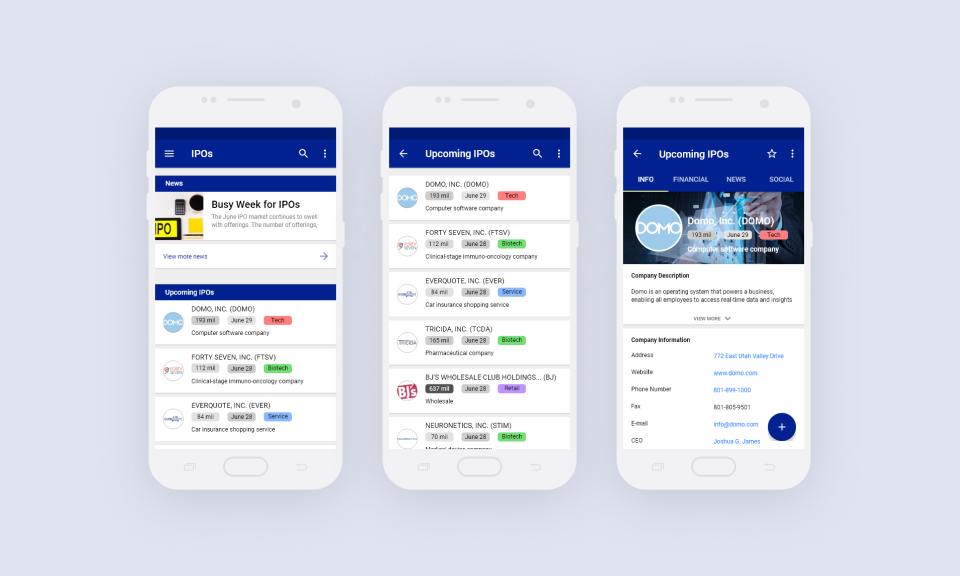 IPOs
News
IPO
Busy Week for IPOs
The June IPO market continues to swell
with offerings. The number of offerings,
View more news
Upcoming IPOs
DOMO
DOMO, INC. (DOMO)
193 mil June 29 Tech
Computer software company
FORTY SEVEN
FORTY SEVEN, INC. (FTSV)
112 mil June 28 Biotech
Clinical-stage immuno-oncology company
EVERQUOTE, INC. (EVER)
84 mil June 28 Service
Car insurance shopping service
Upcoming IPOs
DOMO
DOMO, INC. (DOMO)
193 mil June 29 Tech
Computer software company
FORTY SEVEN
FORTY SEVEN, INC. (FTSV)
112 mil June 28 Biotech
Clinical-stage immuno-oncology company
EVERQUOTE, INC. (EVER)
84 mil June 28 Service
Car insurance shopping service
TRICIDA
TRICIDA, INC. (TCDA)
165 mil June 28 Biotech
Pharmaceutical company
BJ's
BJ'S WHOLESALE CLUB HOLDINGS... (BJ)
637 mil June 28 Retail
Wholesale
NEURONETICS, INC. (STIM)
70 mil June 28 Biotech
Medical device company
Upcoming IPOs
INFO FINANCIAL NEWS SOCIAL
DOMO
Domo, Inc. (DOMO)
193 mil June 29 Tech
Computer software company
Company Description
Domo is an operating system that powers a business,
enabling all employees to access real-time data and insights
VIEW MORE
Company Information
Address 772 East Utah Valley Drive
Website www.domo.com
Phone Number 801-899-1000
Fax 801-805-9501
E-mail info@domo.com
CEO Joshua G. James